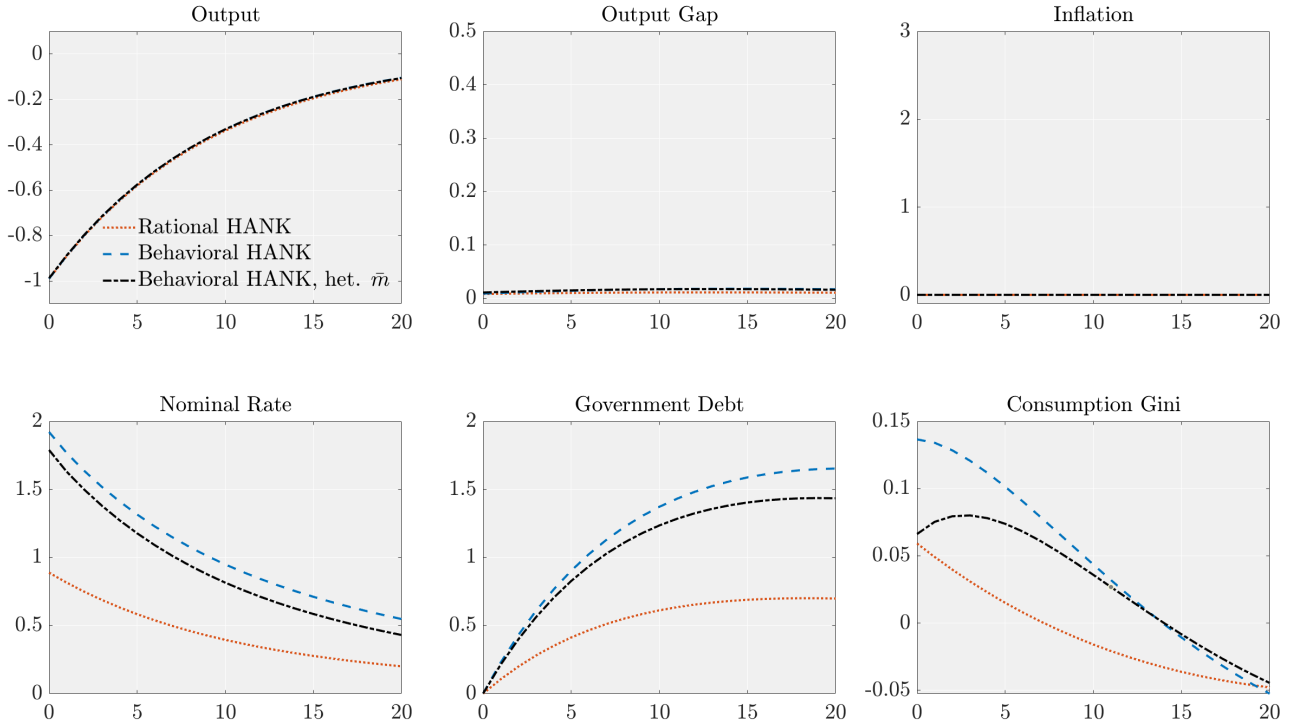 Output
0
-0.2
-0.4
-0.6
-0.8
-1
0 5 10 15 20
Rational HANK
Behavioral HANK
Behavioral HANK, het. m̄
Output Gap
0.5
0.4
0.3
0.2
0.1
0
0 5 10 15 20
Inflation
3
2
1
0
0 5 10 15 20
Nominal Rate
2
1.5
1
0.5
0
0 5 10 15 20
Government Debt
2
1.5
1
0.5
0
0 5 10 15 20
Consumption Gini
0.15
0.1
0.05
0
-0.05
0 5 10 15 20